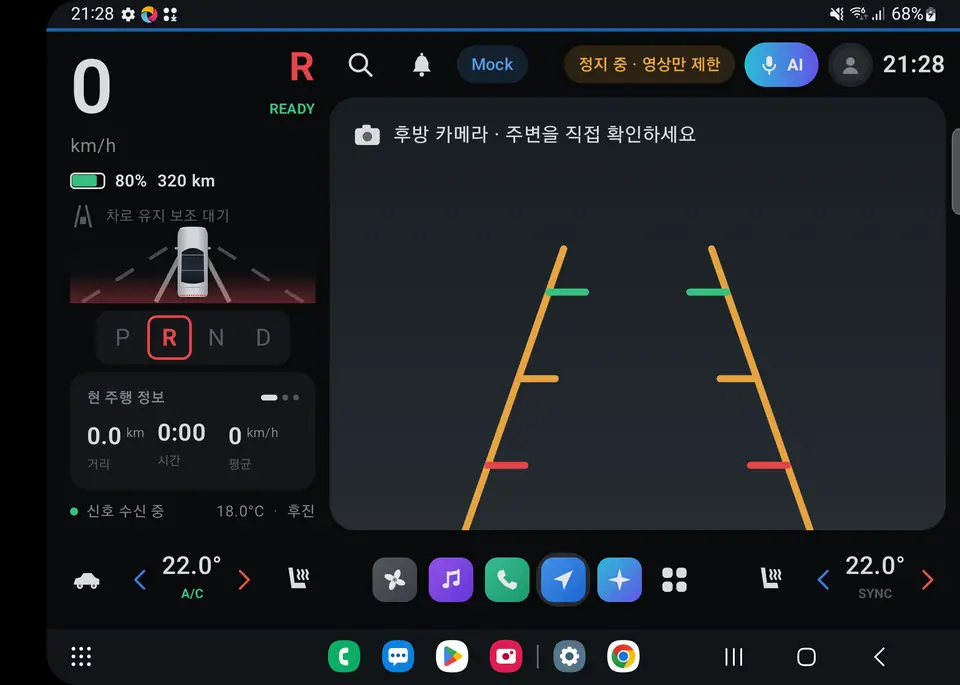 21:28
68%
0
R
READY
km/h
80% 320 km
차로 유지 보조 대기
P R N D
현 주행 정보
0.0 km 0:00 0 km/h
거리 시간 평균
신호 수신 중 18.0°C · 후진
Mock
정지 중 · 영상만 제한
AI
21:28
후방 카메라 · 주변을 직접 확인하세요
22.0°
A/C
22.0°
SYNC